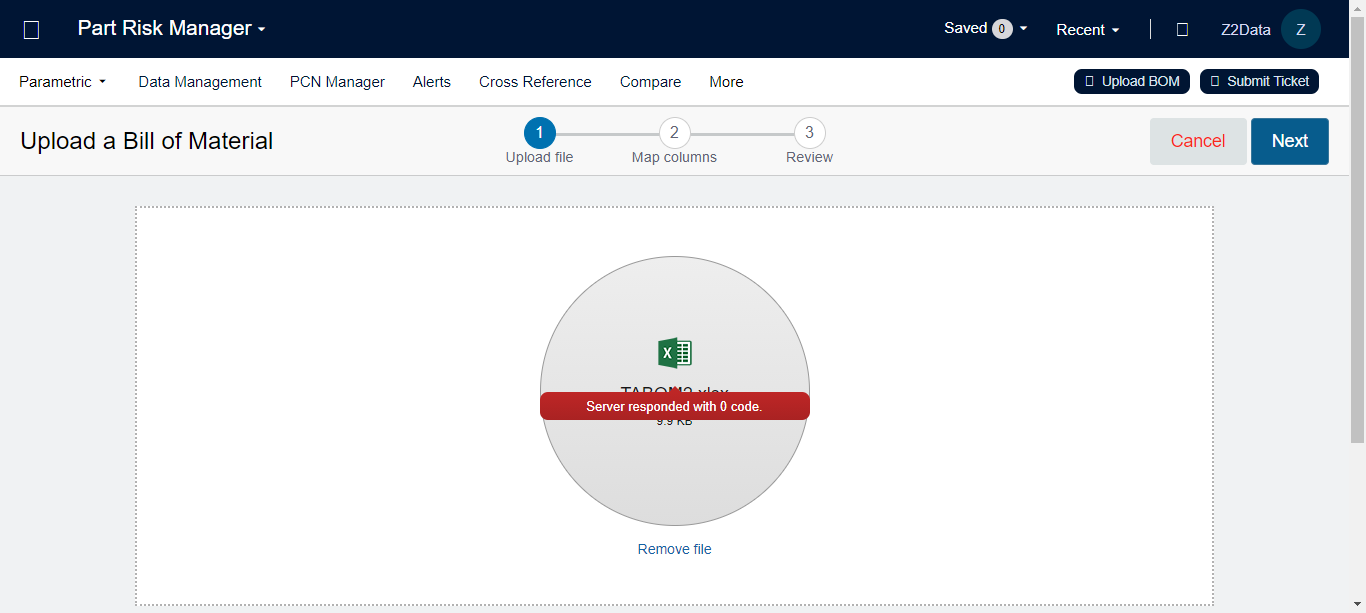 Part Risk Manager
Saved 0
Recent
Z2Data
Z
Parametric
Data Management
PCN Manager
Alerts
Cross Reference
Compare
More
Upload BOM
Submit Ticket
Upload a Bill of Material
1
Upload file
2
Map columns
3
Review
Cancel
Next
X
Server responded with 0 code.
9.9 KB
Remove file